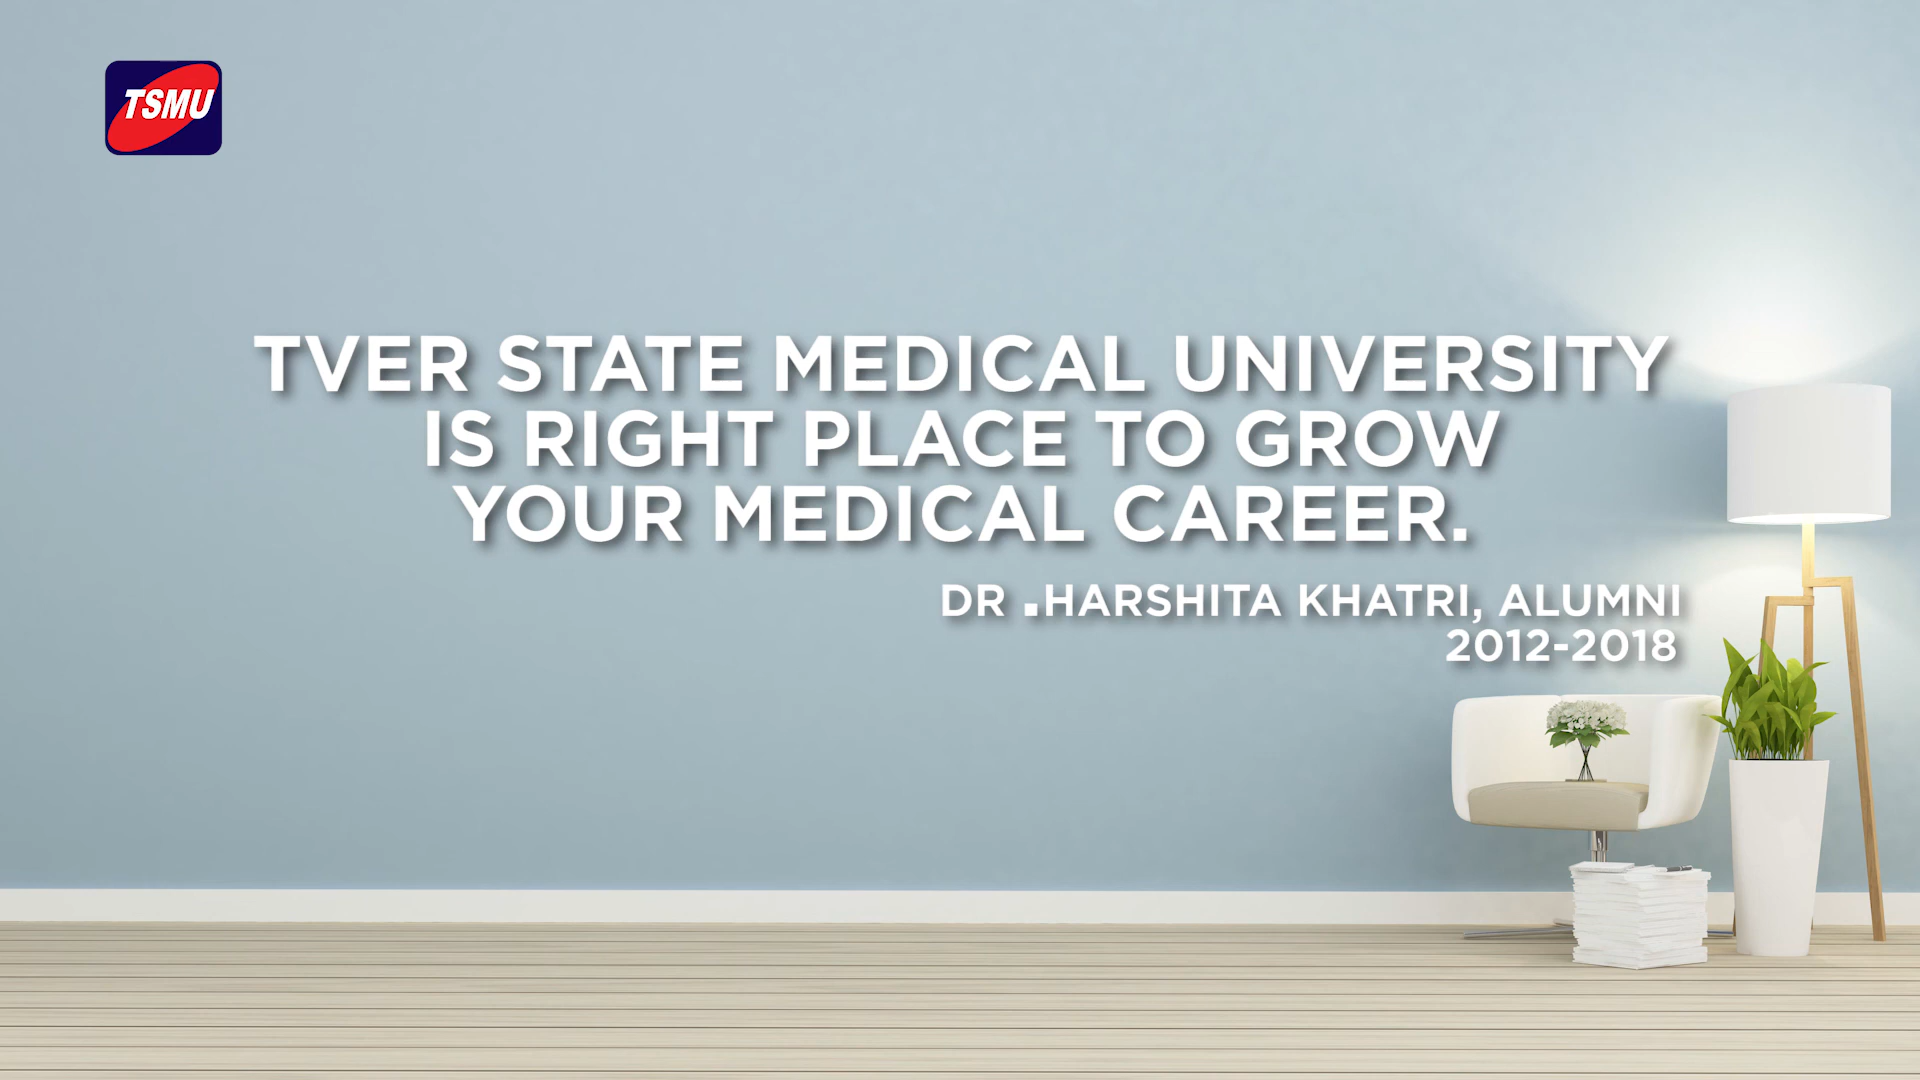 TSMU
TVER STATE MEDICAL UNIVERSITY
IS RIGHT PLACE TO GROW
YOUR MEDICAL CAREER.
DR .HARSHITA KHATRI, ALUMNI
2012-2018